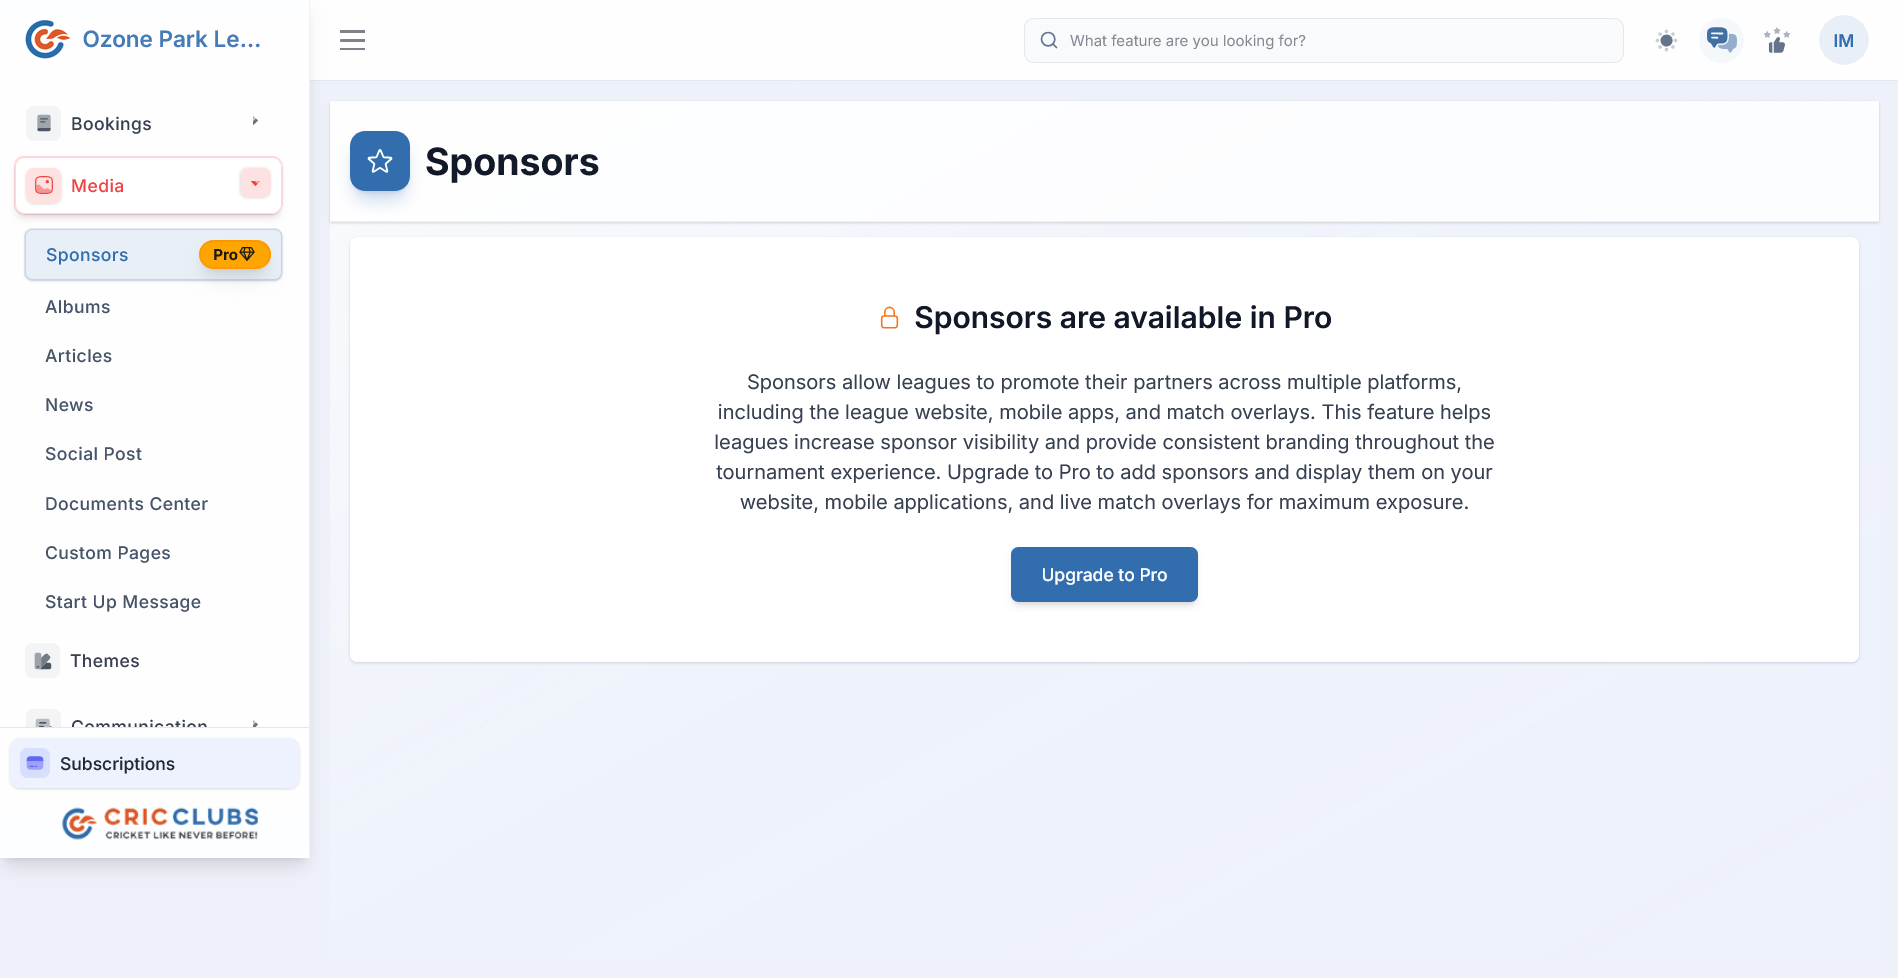 Ozone Park Le...
What feature are you looking for?
IM
Bookings
Media
Sponsors
Pro
Albums
Articles
News
Social Post
Documents Center
Custom Pages
Start Up Message
Themes
Communication
Subscriptions
CRICCLUBS
CRICKET LIKE NEVER BEFORE!
Sponsors
Sponsors are available in Pro
Sponsors allow leagues to promote their partners across multiple platforms,
including the league website, mobile apps, and match overlays. This feature helps
leagues increase sponsor visibility and provide consistent branding throughout the
tournament experience. Upgrade to Pro to add sponsors and display them on your
website, mobile applications, and live match overlays for maximum exposure.
Upgrade to Pro